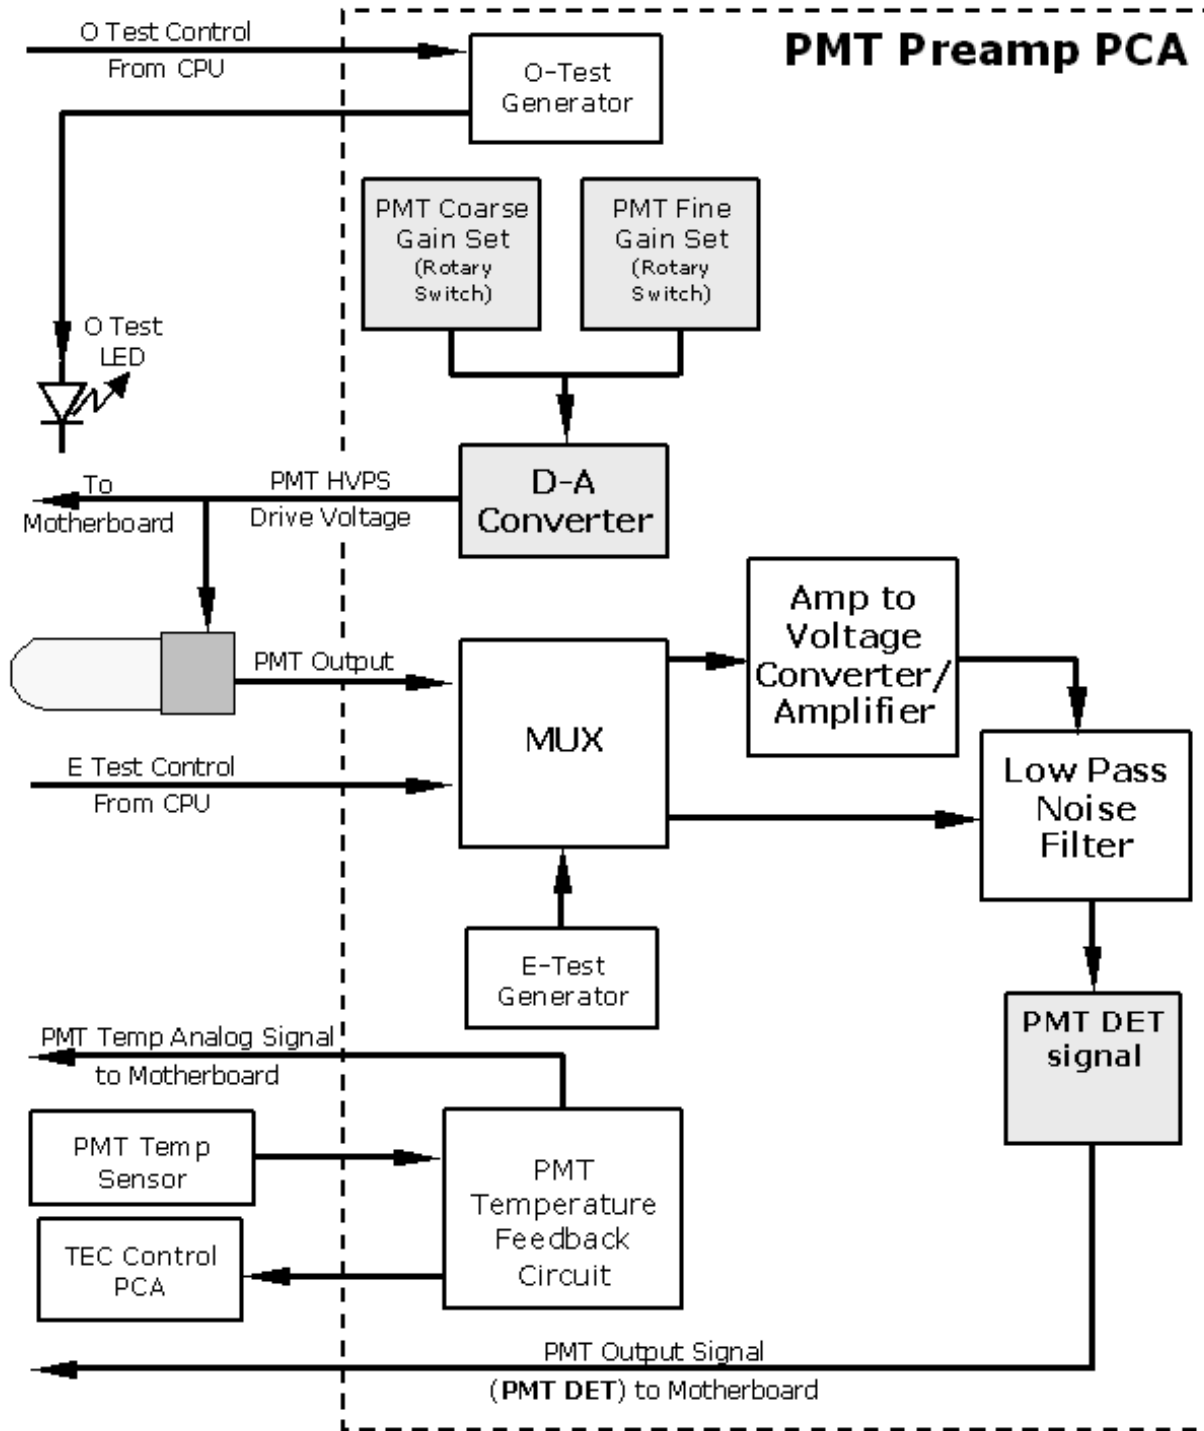 O Test Control
From CPU
PMT Preamp PCA
O-Test
Generator
PMT Coarse
Gain Set
(Rotary
Switch)
PMT Fine
Gain Set
(Rotary
Switch)
O Test
LED
To
Motherboard
PMT HVPS
Drive Voltage
D-A
Converter
Amp to
Voltage
Converter/
Amplifier
PMT Output
MUX
E Test Control
From CPU
Low Pass
Noise
Filter
E-Test
Generator
PMT DET
signal
PMT Temp Analog Signal
to Motherboard
PMT Temp
Sensor
PMT
Temperature
Feedback
Circuit
TEC Control
PCA
PMT Output Signal
(PMT DET) to Motherboard